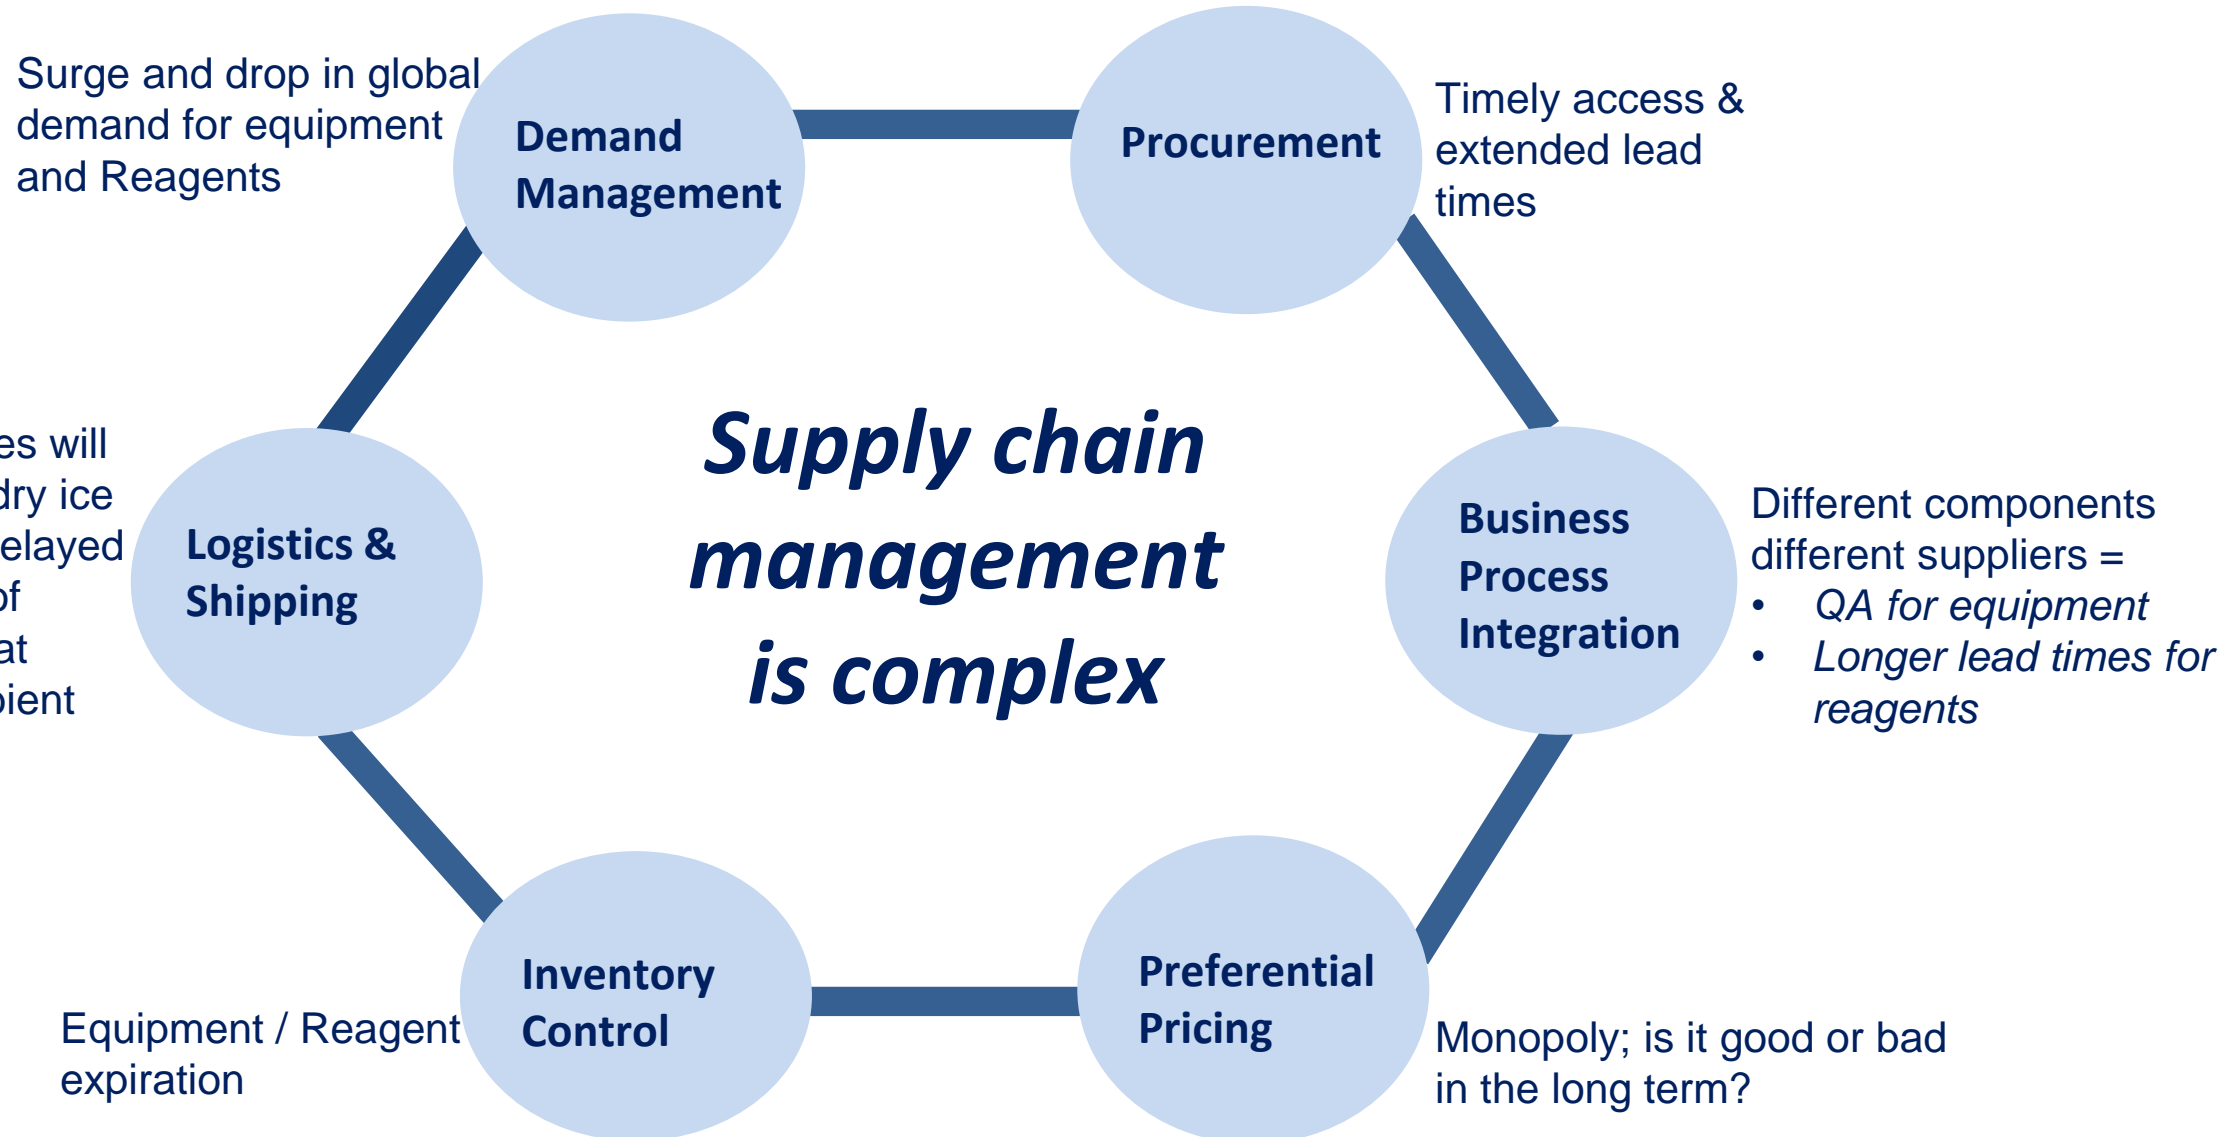 Surge and drop in global
demand for equipment
and Reagents
Demand
Management
Procurement
Timely access &
extended lead
times
will
dry ice
of
at
Logistics &
Shipping
Supply chain
management
is complex
Business
Process
Integration
Different components
different suppliers =
• QA for equipment
• Longer lead times for
reagents
Inventory
Control
Equipment / Reagent
expiration
Preferential
Pricing
Monopoly; is it good or bad
in the long term?